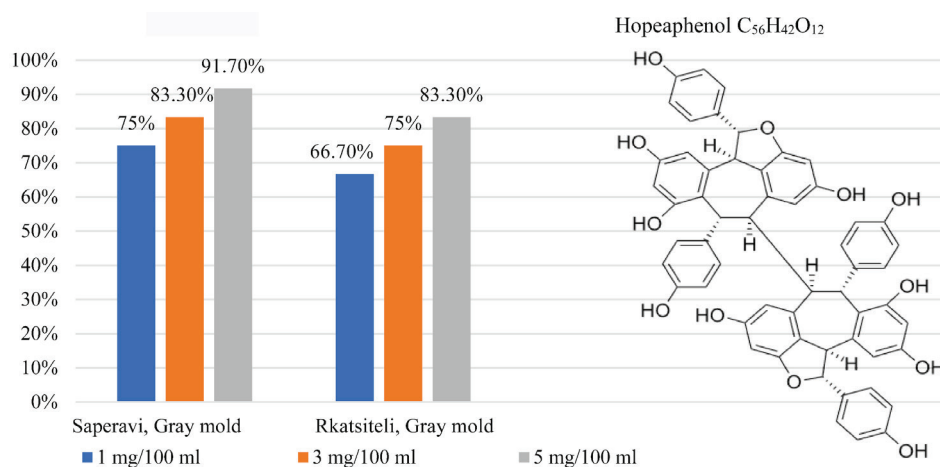 Hopeaphenol C₅₆H₄₂O₁₂
100%
90%
80%
70%
60%
50%
40%
30%
20%
10%
0%
75%
83.30%
91.70%
66.70%
75%
83.30%
Saperavi, Gray mold
Rkatsiteli, Gray mold
1 mg/100 ml
3 mg/100 ml
5 mg/100 ml
HO
O
H
HO
OH
HO
H
OH
H
HO
OH
HO
H
OH
O
OH